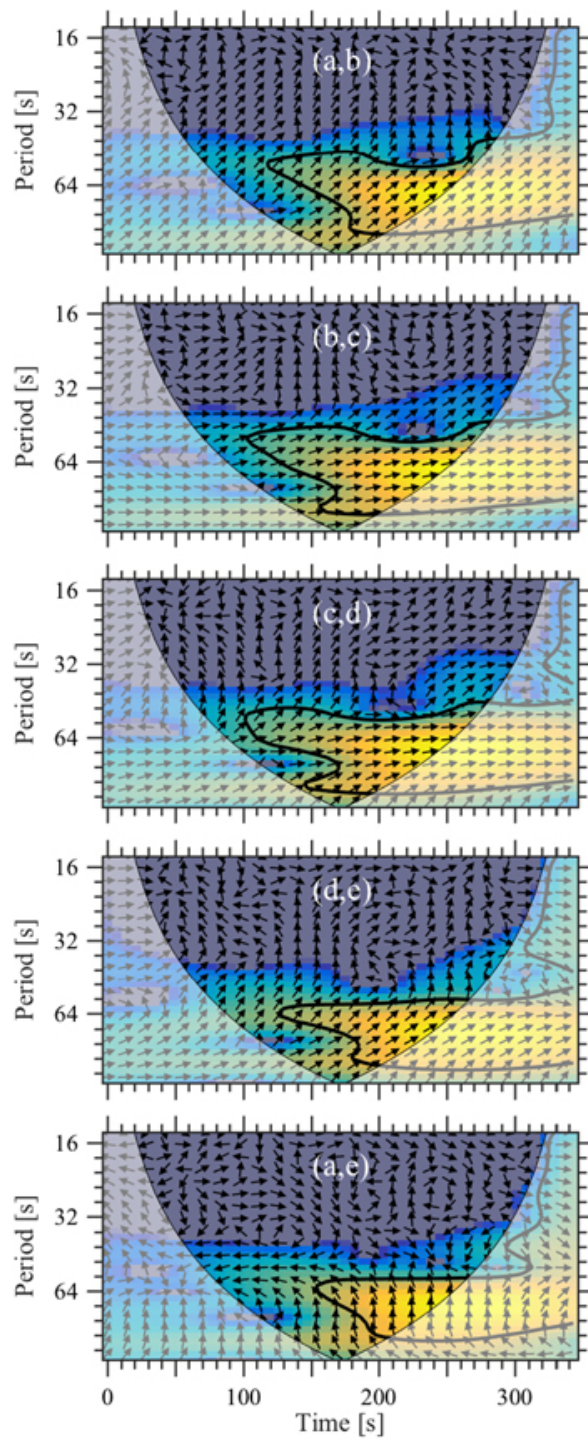 (a,b)
16
32
64
Period [s]
(b,c)
16
32
64
Period [s]
(c,d)
16
32
64
Period [s]
(d,e)
16
32
64
Period [s]
(a,e)
16
32
64
Period [s]
0 100 200 300
Time [s]